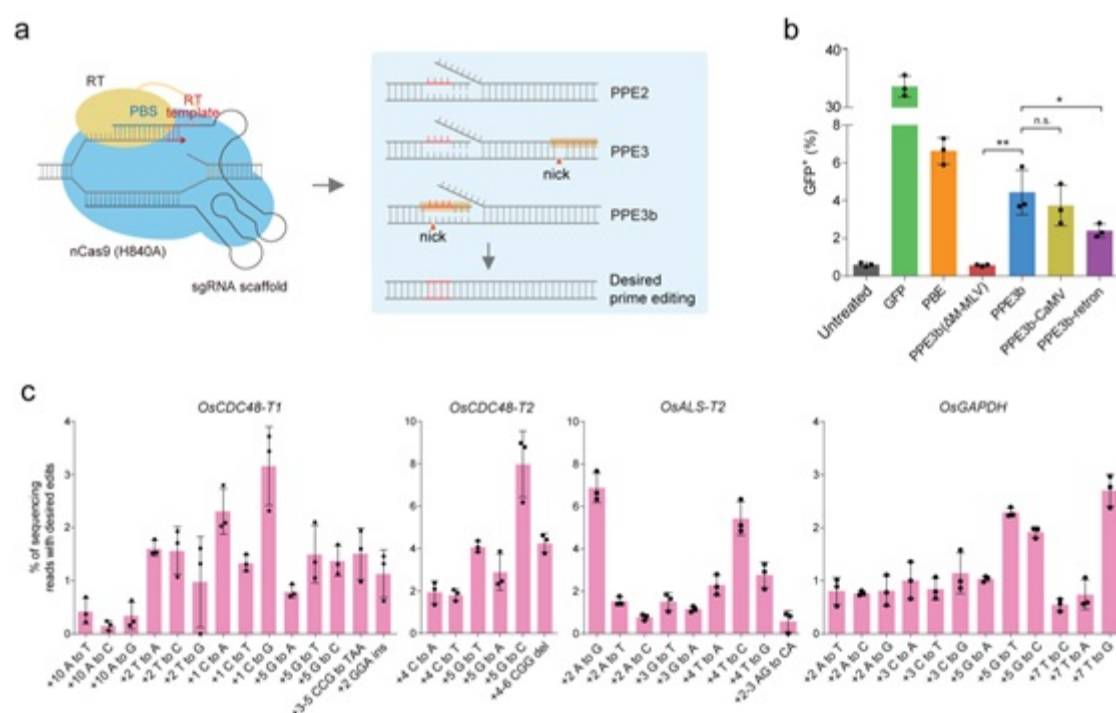 a
RT
PBS
RT
template
nCas9 (H840A)
sgRNA scaffold
PPE2
PPE3
nick
PPE3b
nick
Desired
prime editing
b
GFP⁺ (%)
40
30
8
6
4
2
0
**
n.s.
*
Untreated
GFP
PBE
PPE3b(ΔM-MLV)
PPE3b
PPE3b-CaMV
PPE3b-retron
c
% of sequencing
reads with desired edits
OsCDC48-T1
4
3
2
1
0
+10 A to T
+10 A to C
+10 A to G
+2 T to A
+2 T to C
+2 T to G
+1 C to A
+1 C to T
+1 C to G
+5 G to A
+5 G to T
+5 G to C
+3-5 CCG to TAA
+2 GGA ins
OsCDC48-T2
10
8
6
4
2
0
+4 C to A
+4 C to T
+5 G to T
+5 G to A
+5 G to C
+4-6 CGG del
OsALS-T2
10
8
6
4
2
0
+2 A to G
+2 A to T
+2 A to C
+3 G to T
+3 G to A
+4 T to A
+4 T to C
+4 T to G
+2-3 AG to CA
OsGAPDH
4
3
2
1
0
+2 A to T
+2 A to C
+2 A to G
+3 C to A
+3 C to T
+3 C to G
+5 G to A
+5 G to T
+5 G to C
+7 T to C
+7 T to A
+7 T to G